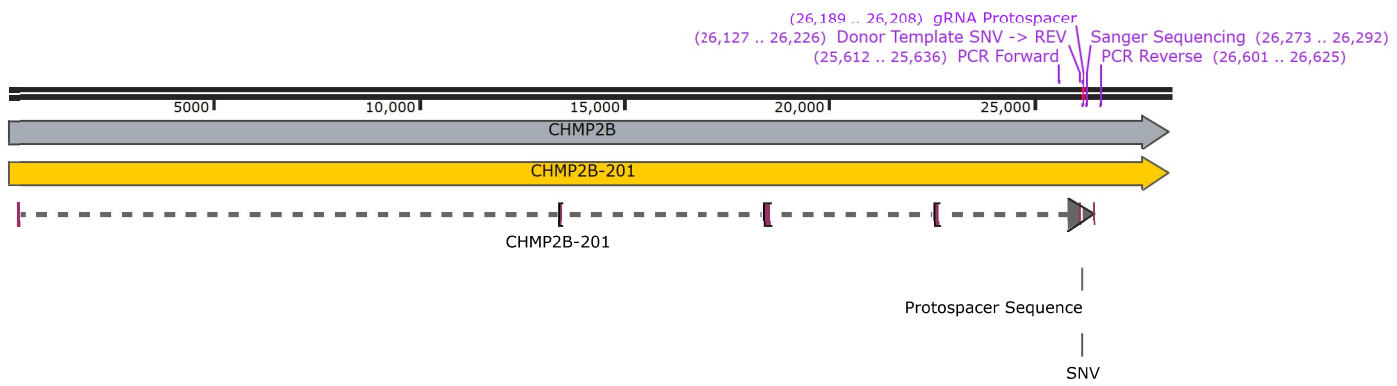 (26,189 .. 26,208) gRNA Protospacer
(26,127 .. 26,226) Donor Template SNV -> REV Sanger Sequencing (26,273 .. 26,292)
(25,612 .. 25,636) PCR Forward PCR Reverse (26,601 .. 26,625)
5000 10,000 15,000 20,000 25,000
CHMP2B
CHMP2B-201
CHMP2B-201
Protospacer Sequence
SNV